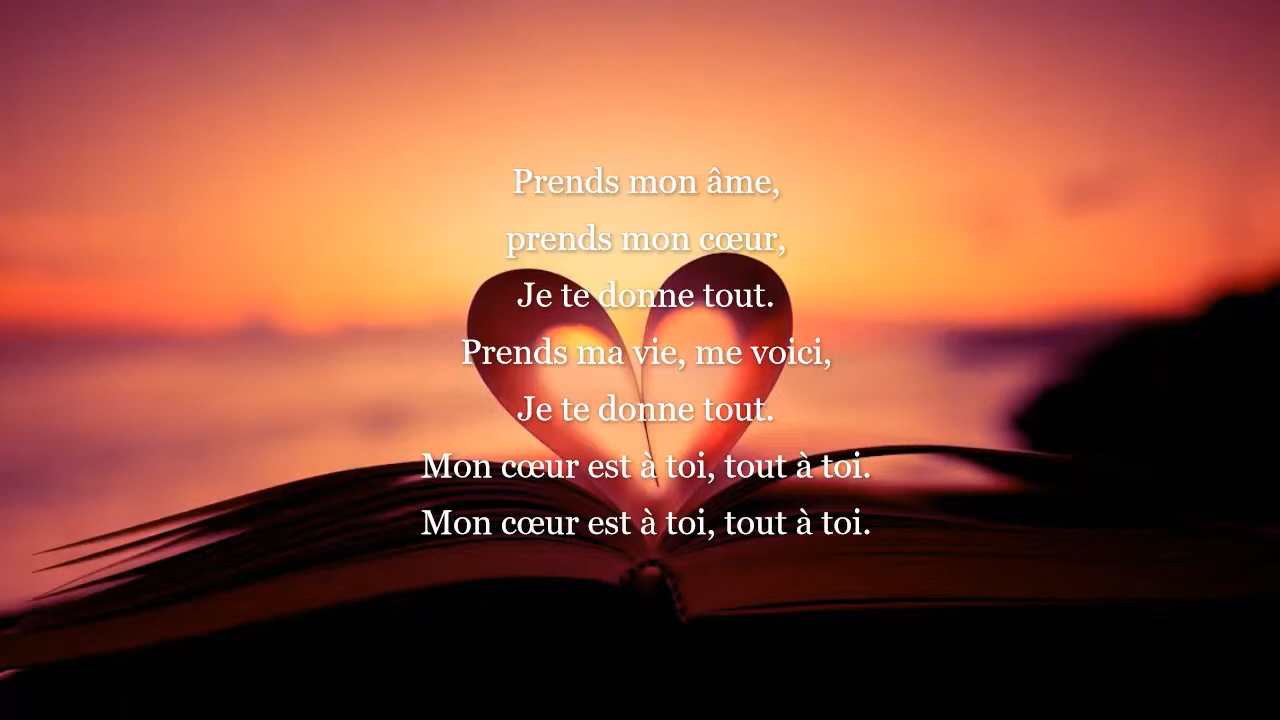 Prends mon âme,
prends mon cœur,
Je te donne tout.
Prends ma vie, me voici,
Je te donne tout.
Mon cœur est à toi, tout à toi.
Mon cœur est à toi, tout à toi.